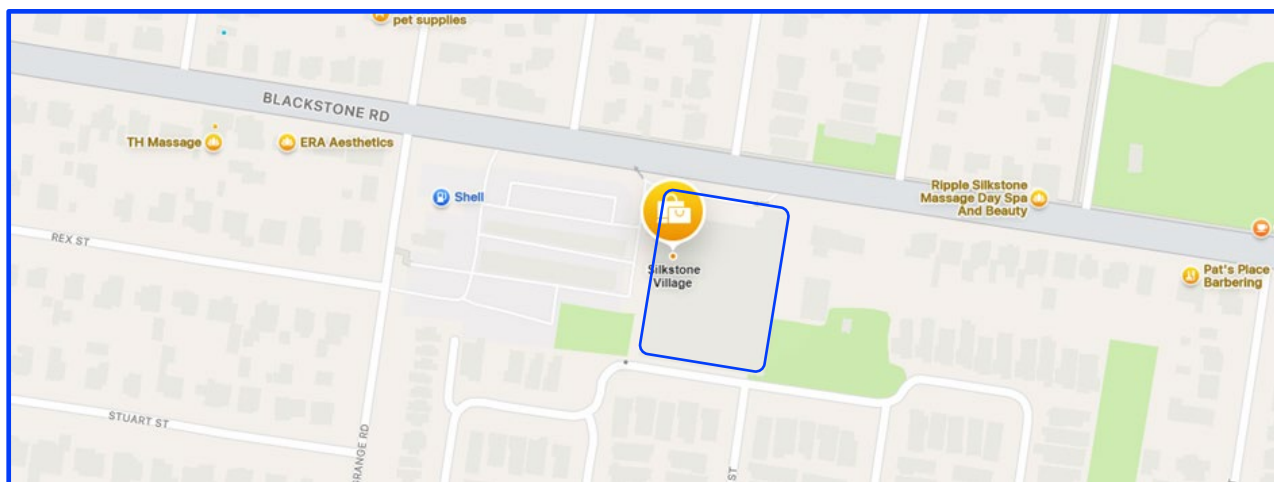 pet supplies
BLACKSTONE RD
TH Massage
ERA Aesthetics
Shell
Ripple Silkstone
Massage Day Spa
And Beauty
REX ST
Silkstone
Village
Pat's Place
Barbering
STUART ST
GRANGE RD
ST